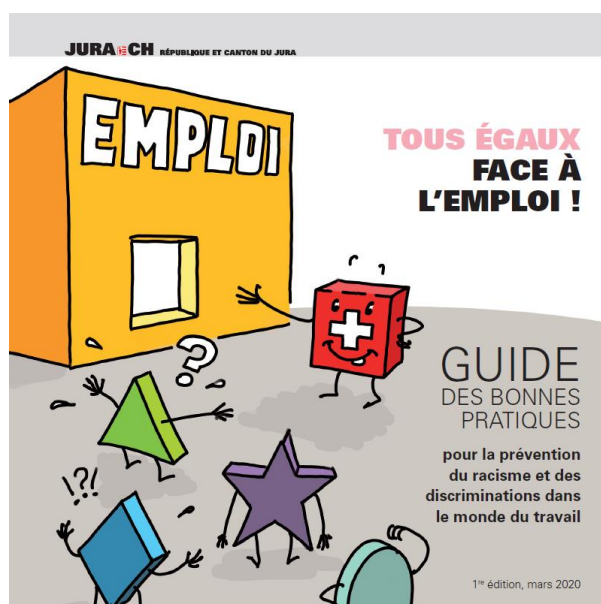 JURA CH RÉPUBLIQUE ET CANTON DU JURA
EMPLOI
TOUS ÉGAUX
FACE À
L'EMPLOI !
?
GUIDE
DES BONNES
PRATIQUES
!?!
pour la prévention
du racisme et des
discriminations dans
le monde du travail
1re édition, mars 2020